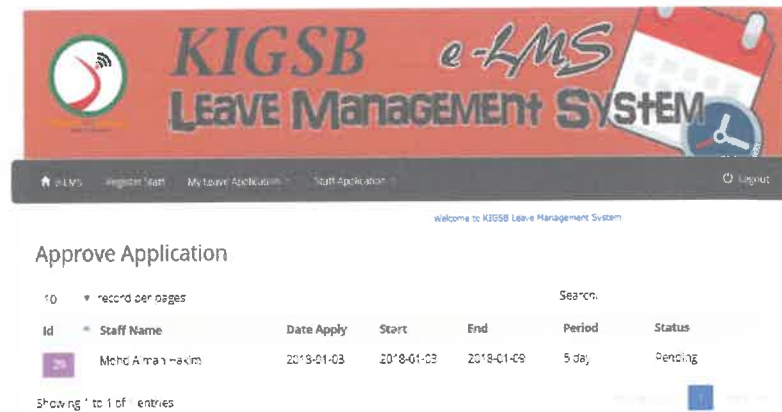 KIGSB e-LMS
LEAVE MANAGEMENT SYSTEM
e-LMS Register Staff My Leave Application Staff Application Logout
Welcome to KIGSB Leave Management System
Approve Application
10 record per pages Search:
Id Staff Name Date Apply Start End Period Status
Mohd Aiman Hakim 2018-01-03 2018-01-03 2018-01-09 5 day Pending
Showing 1 to 1 of 1 entries 1